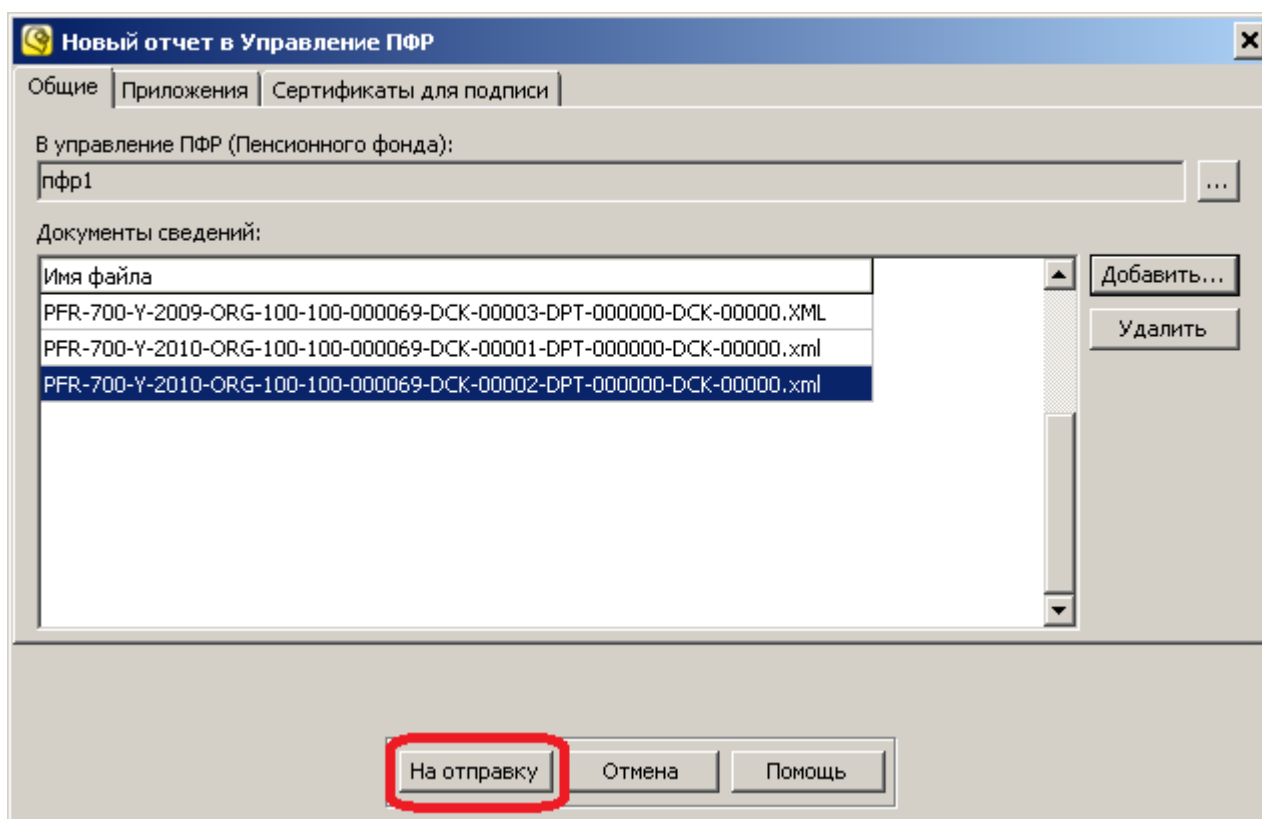 Новый отчет в Управление ПФР
Общие Приложения Сертификаты для подписи
В управление ПФР (Пенсионного фонда):
пфр1 ...
Документы сведений:
Имя файла Добавить...
PFR-700-Y-2009-ORG-100-100-000069-DCK-00003-DPT-000000-DCK-00000.XML
Удалить
PFR-700-Y-2010-ORG-100-100-000069-DCK-00001-DPT-000000-DCK-00000.xml
PFR-700-Y-2010-ORG-100-100-000069-DCK-00002-DPT-000000-DCK-00000.xml
На отправку Отмена Помощь